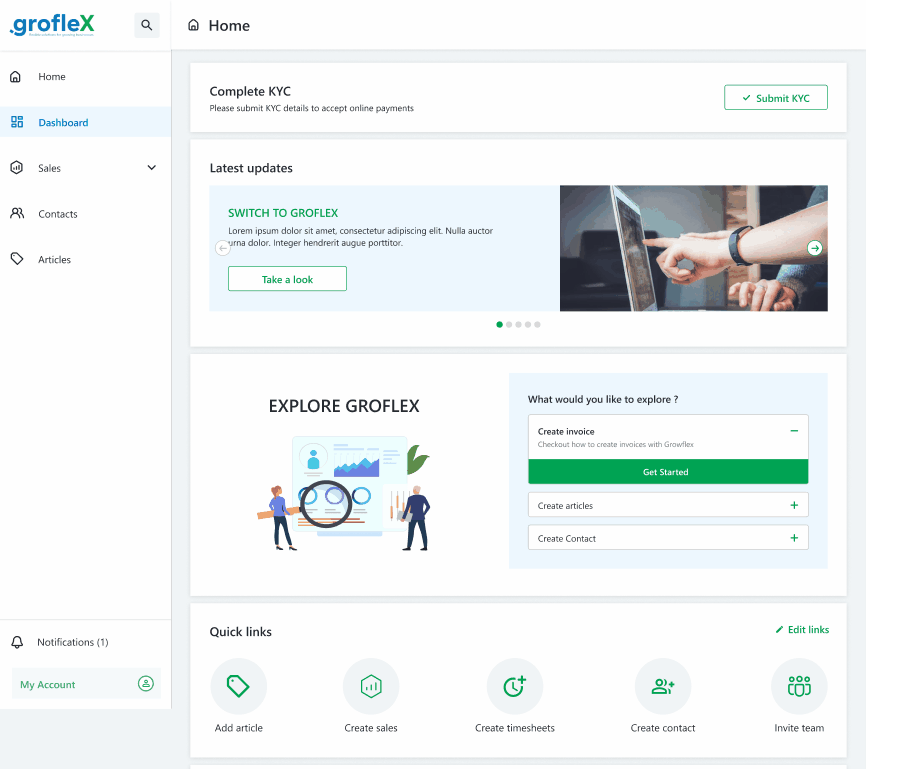 .grofleX
Home
Home
Dashboard
Sales
Contacts
Articles
Notifications (1)
My Account
Complete KYC
Please submit KYC details to accept online payments
Submit KYC
Latest updates
SWITCH TO GROFLEX
Lorem ipsum dolor sit amet, consectetur adipiscing elit. Nulla auctor
urna dolor. Integer hendrerit augue porttitor.
Take a look
EXPLORE GROFLEX
What would you like to explore ?
Create invoice
Checkout how to create invoices with Growflex
Get Started
Create articles
Create Contact
Quick links
Edit links
Add article
Create sales
Create timesheets
Create contact
Invite team